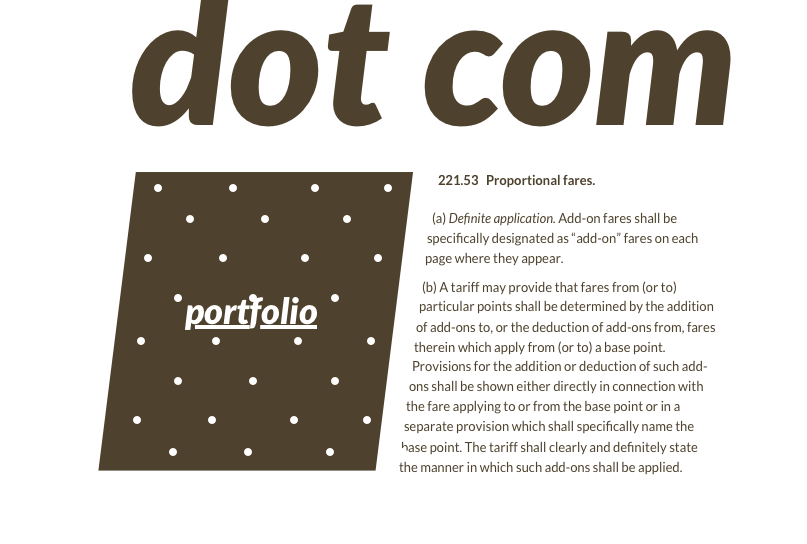 dot com
portfolio
221.53 Proportional fares.
(a) Definite application. Add-on fares shall be
specifically designated as “add-on” fares on each
page where they appear.
(b) A tariff may provide that fares from (or to)
particular points shall be determined by the addition
of add-ons to, or the deduction of add-ons from, fares
therein which apply from (or to) a base point.
Provisions for the addition or deduction of such add-
ons shall be shown either directly in connection with
the fare applying to or from the base point or in a
separate provision which shall specifically name the
base point. The tariff shall clearly and definitely state
the manner in which such add-ons shall be applied.